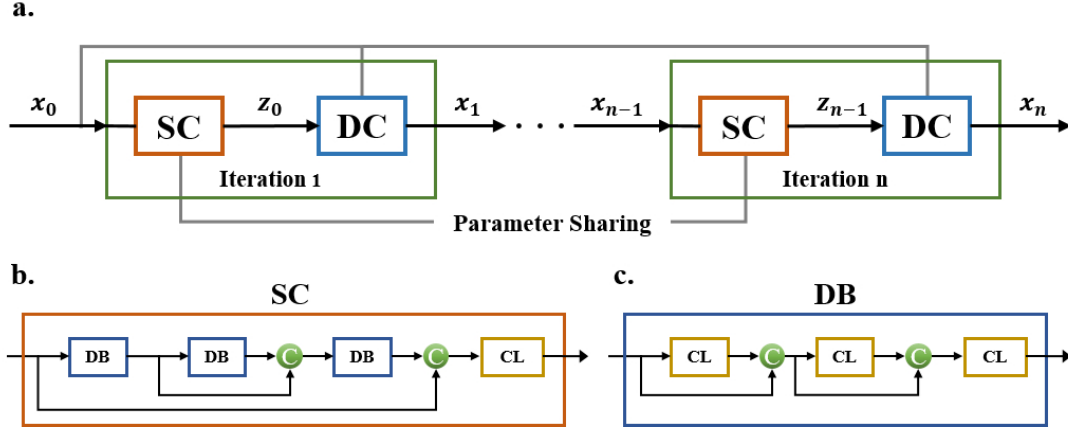 a.
x₀ z₀ x₁ xₙ₋₁ zₙ₋₁ xₙ
SC DC · · · SC DC
Iteration 1 Iteration n
Parameter Sharing
b. c.
SC DB
DB DB C DB C CL CL C CL C CL